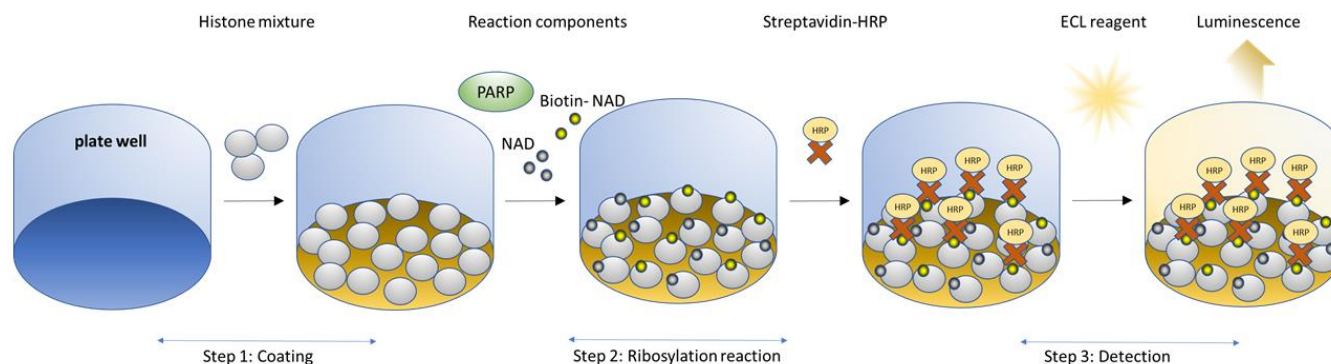 Histone mixture
Reaction components
Streptavidin-HRP
ECL reagent
Luminescence
plate well
PARP
Biotin- NAD
NAD
HRP
HRP
HRP
HRP
HRP
HRP
HRP
HRP
HRP
HRP
HRP
HRP
HRP
Step 1: Coating
Step 2: Ribosylation reaction
Step 3: Detection